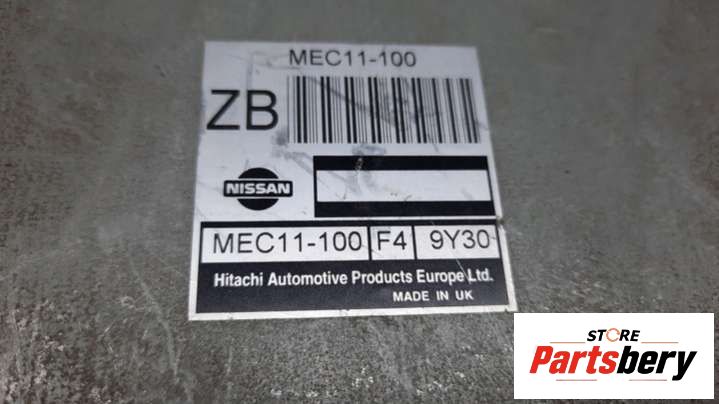 MEC11-100
ZB
NISSAN
MEC11-100 F4 9Y30
Hitachi Automotive Products Europe Ltd.
MADE IN UK
STORE
Partsbery